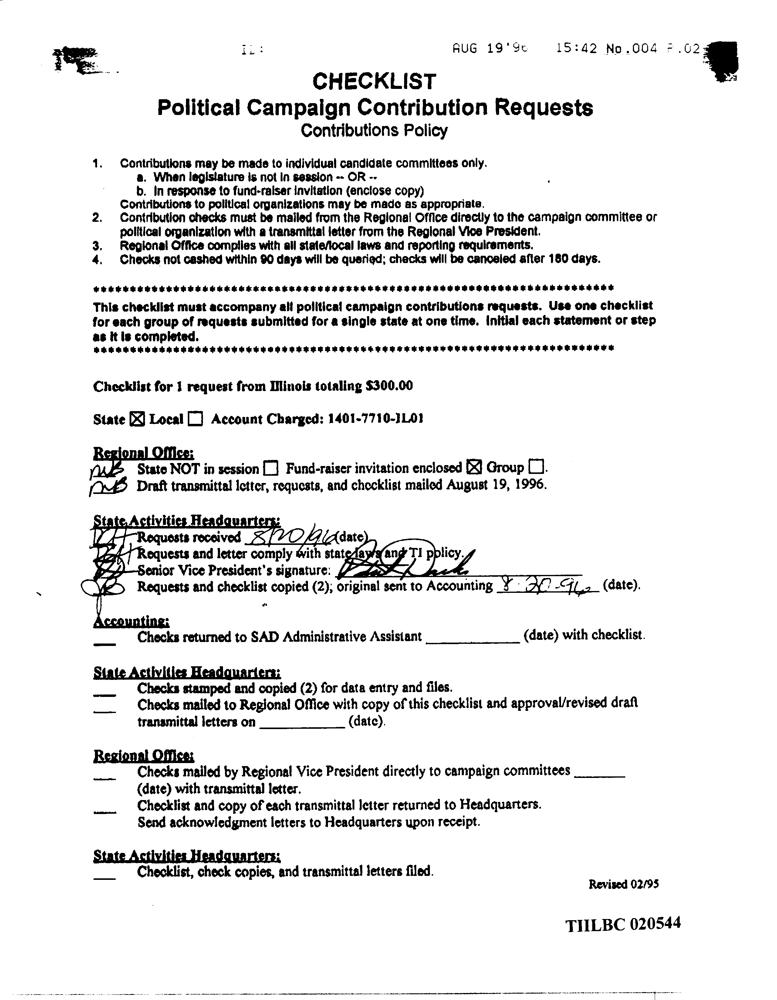 AUG 19'96 15:42 No.004 P.02
CHECKLIST
Political Campaign Contribution Requests
Contributions Policy
1. Contributions may be made to individual candidate committees only.
a. When legislature is not in session -- OR --
b. In response to fund-raiser invitation (enclose copy)
Contributions to political organizations may be made as appropriate.
2. Contribution checks must be mailed from the Regional Office directly to the campaign committee or
political organization with a transmittal letter from the Regional Vice President.
3. Regional Office complies with all state/local laws and reporting requirements.
4. Checks not cashed within 90 days will be queried; checks will be canceled after 180 days.
This checklist must accompany all political campaign contributions requests. Use one checklist
for each group of requests submitted for a single state at one time. Initial each statement or step
as it is completed.
Checklist for 1 request from Illinois totaling $300.00
State ☒ Local ☐ Account Charged: 1401-7710-IL01
Regional Office:
State NOT in session ☐ Fund-raiser invitation enclosed ☒ Group ☐.
Draft transmittal letter, requests, and checklist mailed August 19, 1996.
State Activities Headquarters:
Requests received 8/20/96 (date)
Requests and letter comply with state laws and TI policy.
Senior Vice President's signature:
Requests and checklist copied (2); original sent to Accounting 8-20-96 (date).
Accounting:
Checks returned to SAD Administrative Assistant ____________ (date) with checklist.
State Activities Headquarters:
Checks stamped and copied (2) for data entry and files.
Checks mailed to Regional Office with copy of this checklist and approval/revised draft
transmittal letters on ____________ (date).
Regional Office:
Checks mailed by Regional Vice President directly to campaign committees _______
(date) with transmittal letter.
Checklist and copy of each transmittal letter returned to Headquarters.
Send acknowledgment letters to Headquarters upon receipt.
State Activities Headquarters:
Checklist, check copies, and transmittal letters filed.
Revised 02/95
TIILBC 020544